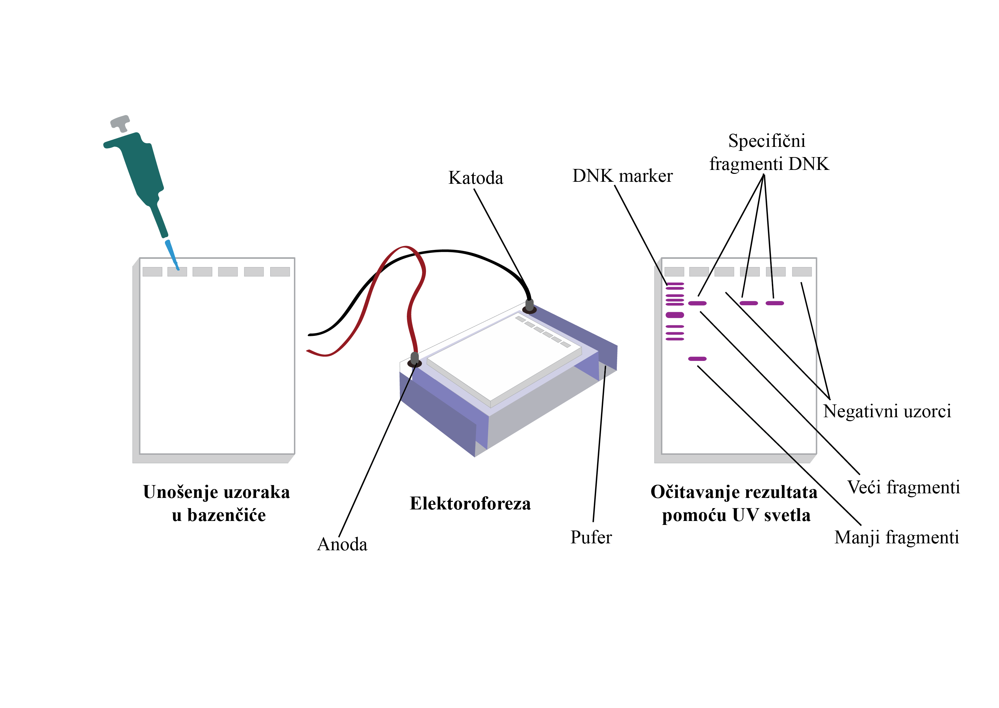 Specifični
fragmenti DNK
Katoda
DNK marker
Negativni uzorci
Veći fragmenti
Unošenje uzoraka
u bazenčiće
Elektoroforeza
Očitavanje rezultata
pomoću UV svetla
Anoda
Pufer
Manji fragmenti